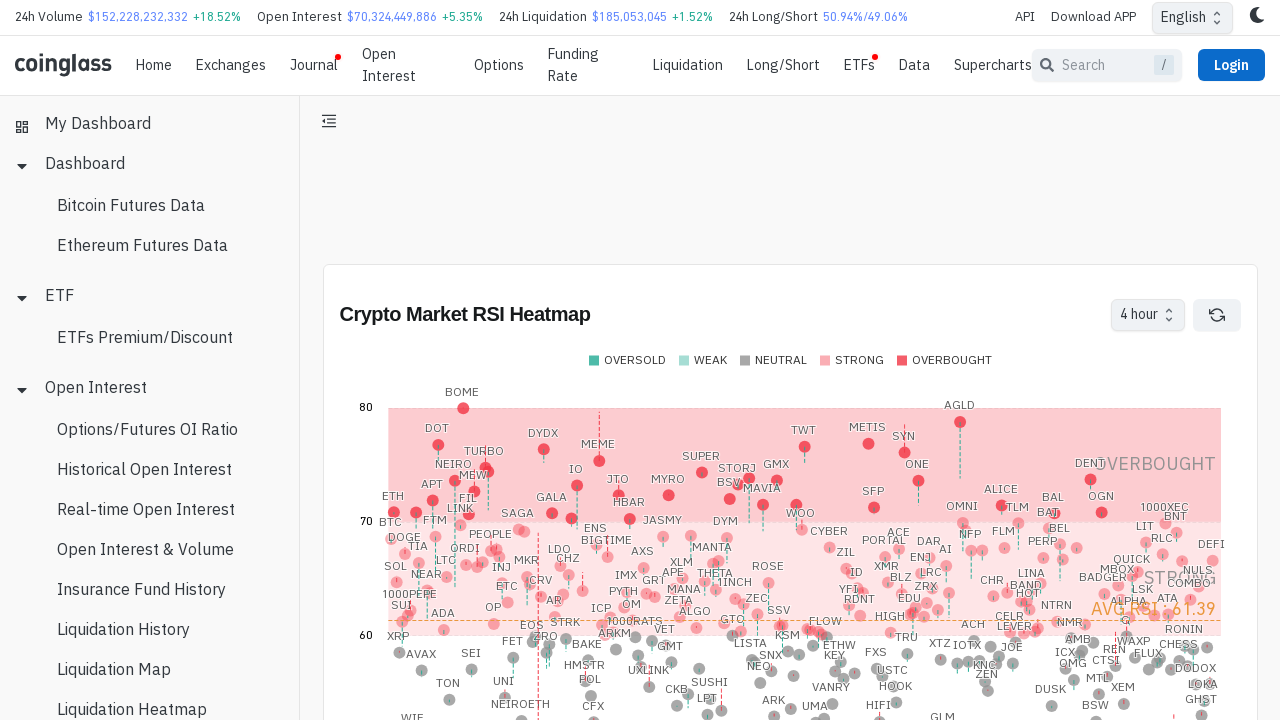 24h Volume $152,228,232,332 +18.52% Open Interest $70,324,449,886 +5.35% 24h Liquidation $185,053,045 +1.52% 24h Long/Short 50.94%/49.06% API Download APP English
coinglass Home Exchanges Journal Open Interest Options Funding Rate Liquidation Long/Short ETFs Data Supercharts Search / Login
My Dashboard
Dashboard
Bitcoin Futures Data
Ethereum Futures Data
ETF
ETFs Premium/Discount
Open Interest
Options/Futures OI Ratio
Historical Open Interest
Real-time Open Interest
Open Interest & Volume
Insurance Fund History
Liquidation History
Liquidation Map
Liquidation Heatmap
Crypto Market RSI Heatmap
4 hour
OVERSOLD WEAK NEUTRAL STRONG OVERBOUGHT
BOME
80
AGLD
DOT DYDX TWT METIS SYN
MEME
TURBO
NEIRO SUPER STORJ GMX ONE DENT OVERBOUGHT
MEW IO
APT JTO MYRO BSV MAVIA SFP ALICE
ETH FIL GALA HBAR BAL OGN
LINK OMNI TLM 1000XEC
BTC 70 FTM SAGA JASMY DYM WOO BAT BNT
DOGE PEOPLE ENS CYBER ACE NFP FLM BEL LIT
TIA ORDI BIGTIME MANTA PORTAL DAR PERP RLC DEFI
LDO AXS ZIL AI
SOL LTC INJ MKR CHZ XLM ROSE XMR ENJ QUICK
NEAR IMX APE THETA ID BLZ LRC CHR LINA MBOX NULS
ETC CRV GRT 1INCH ZRX BAND BADGER STRONG COMBO
1000PEPE PYTH MANA YFI HOT LSK
SUI ADA OP AR ICP OM ZETA ZEC RDNT EDU NTRN ALPHA ATA
ALGO SSV HIGH CELR AVG RSI : 61.39
EOS STRK 1000RATS GTC FLOW ACH LEVER NMR G RONIN
XRP 60 ZRO ARKM VET KSM TRU AMB WAXP
FET BAKE GMT LISTA ETHW XTZ IOTX JOE REN CHESS
AVAX SEI SNX KEY FXS ICX CTSI FLUX
HMSTR UXLINK NEO USTC KNC OMG DODOX
TON UNI POL CKB SUSHI VANRY HOOK ZEN DUSK MTL XEM LOKA
NEIROETH CFX LPT ARK UMA HIFI BSW GHST
WIF GLM